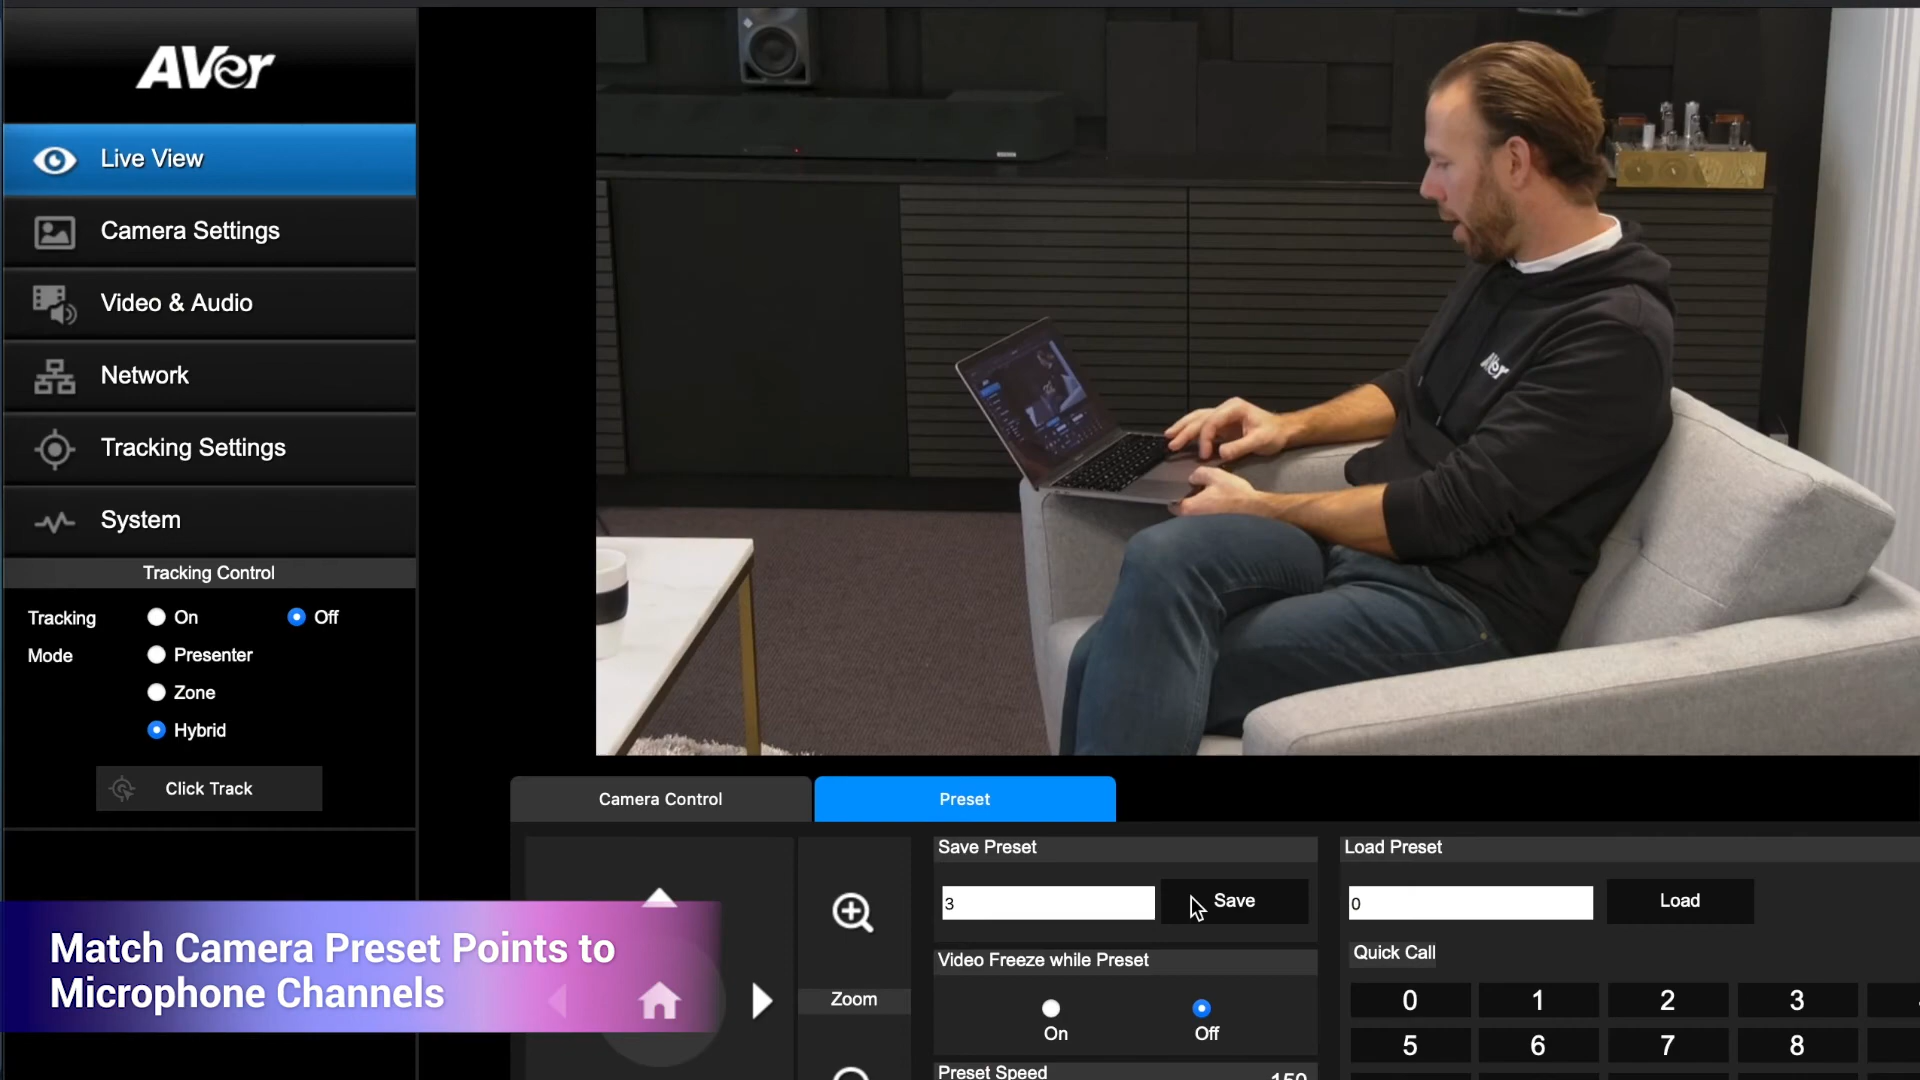 AVer
Live View
Camera Settings
Video & Audio
Network
Tracking Settings
System
Tracking Control
Tracking On Off
Mode Presenter
Zone
Hybrid
Click Track
AVer
Camera Control Preset
Save Preset
3 Save
Load Preset
0 Load
Video Freeze while Preset
On Off
Quick Call
0 1 2 3
5 6 7 8
Zoom
Preset Speed 150
Match Camera Preset Points to
Microphone Channels